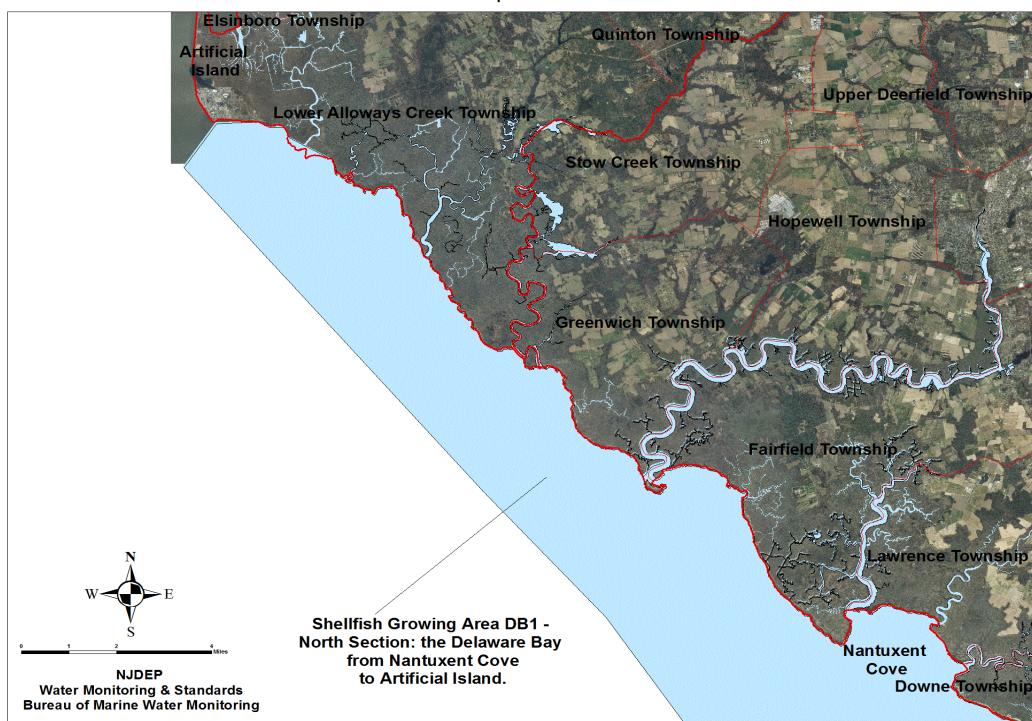 Elsinboro Township
Quinton Township
Artificial
Island
Upper Deerfield Township
Lower Alloways Creek Township
Stow Creek Township
Hopewell Township
Greenwich Township
Fairfield Township
Lawrence Township
N
W
E
S
Shellfish Growing Area DB1 -
North Section: the Delaware Bay
from Nantuxent Cove
to Artificial Island.
Nantuxent
Cove
Downe Township
0 1 2 4
Miles
NJDEP
Water Monitoring & Standards
Bureau of Marine Water Monitoring